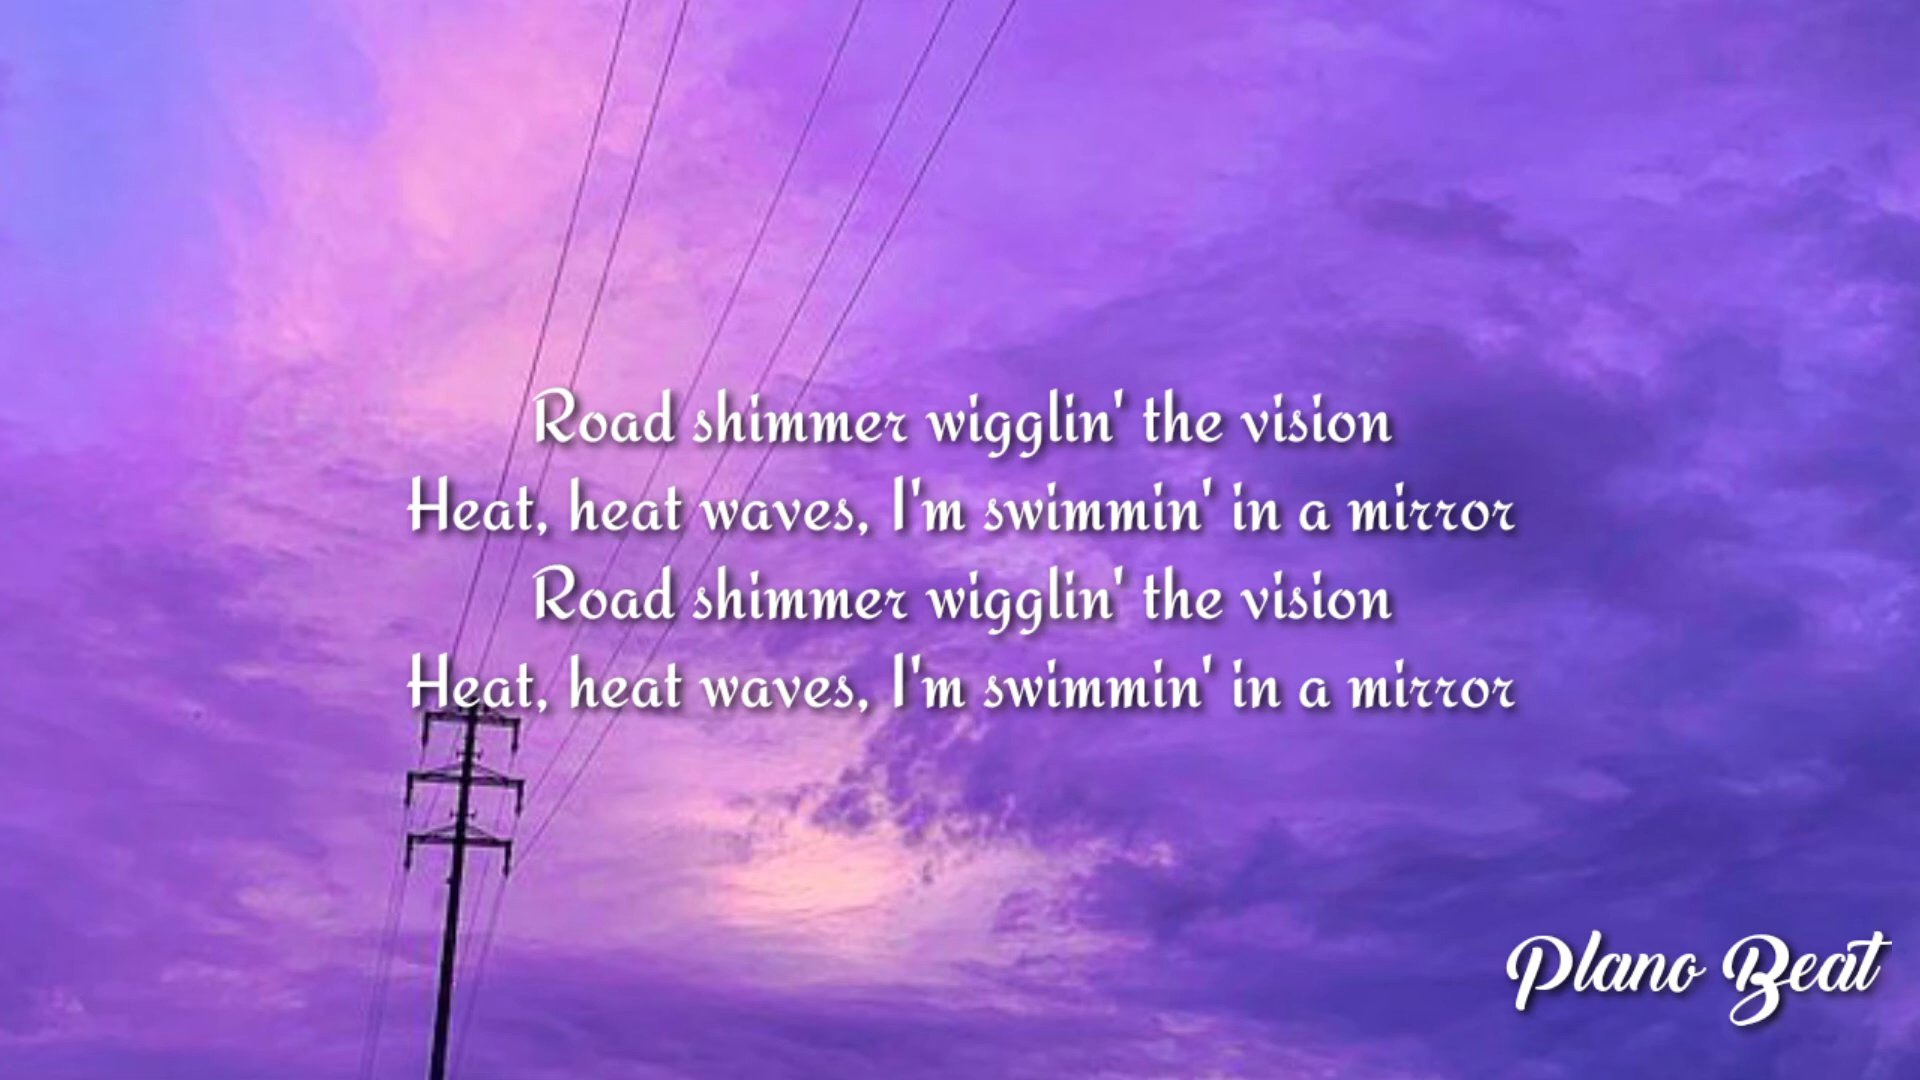 Road shimmer wigglin' the vision
Heat, heat waves, I'm swimmin' in a mirror
Road shimmer wigglin' the vision
Heat, heat waves, I'm swimmin' in a mirror
Plano Beat